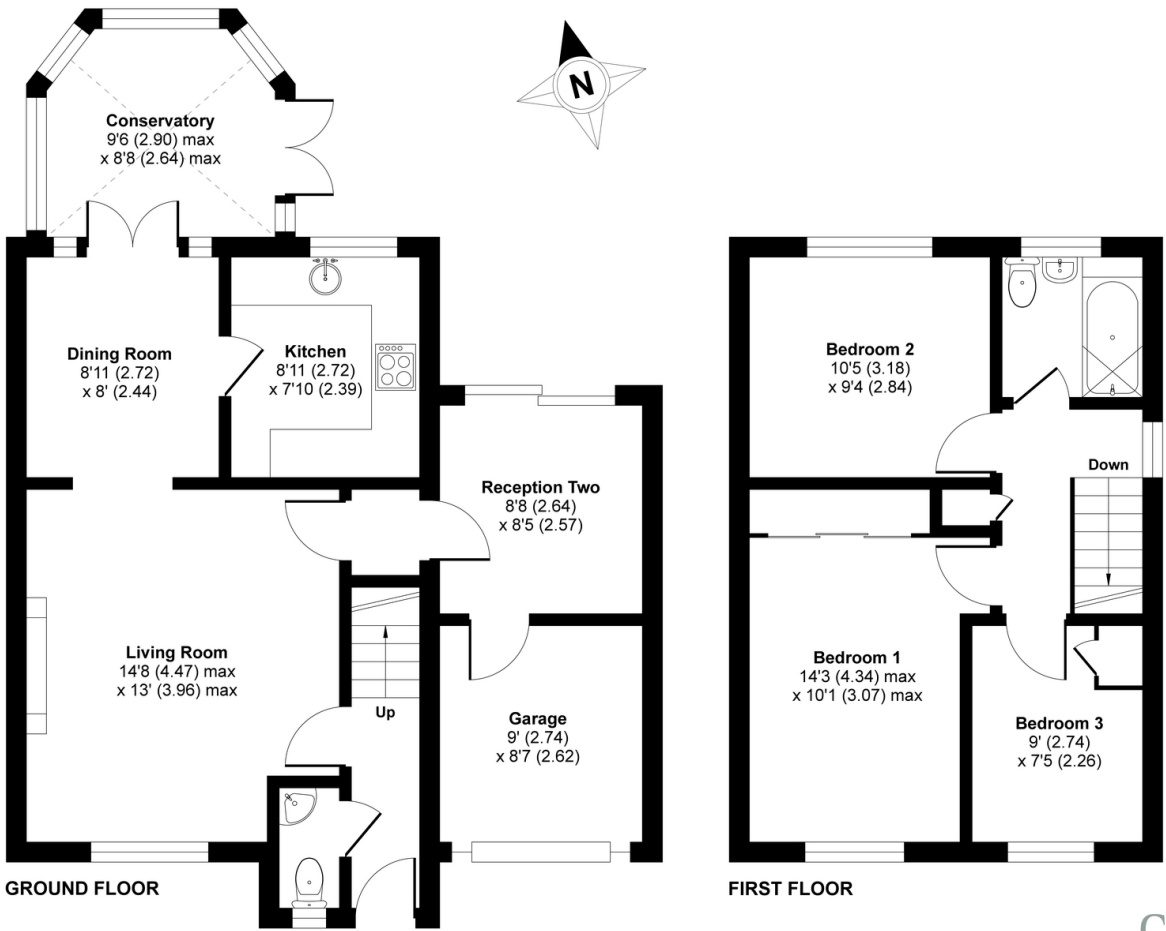 Conservatory
9'6 (2.90) max
x 8'8 (2.64) max
N
Dining Room
8'11 (2.72)
x 8' (2.44)
Kitchen
8'11 (2.72)
x 7'10 (2.39)
Reception Two
8'8 (2.64)
x 8'5 (2.57)
Living Room
14'8 (4.47) max
x 13' (3.96) max
Up
Garage
9' (2.74)
x 8'7 (2.62)
GROUND FLOOR
Bedroom 2
10'5 (3.18)
x 9'4 (2.84)
Down
Bedroom 1
14'3 (4.34) max
x 10'1 (3.07) max
Bedroom 3
9' (2.74)
x 7'5 (2.26)
FIRST FLOOR